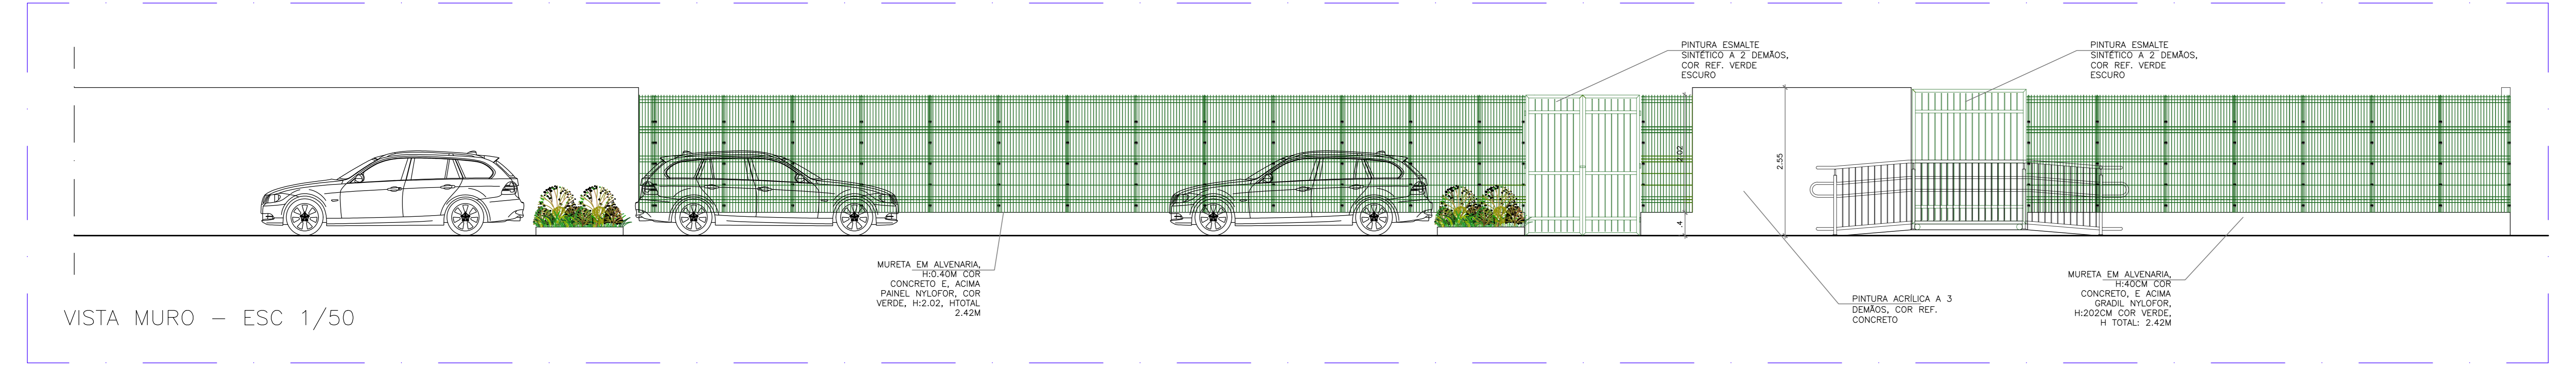 PINTURA ESMALTE
SINTÉTICO A 2 DEMÃOS,
COR REF. VERDE
ESCURO
PINTURA ESMALTE
SINTÉTICO A 2 DEMÃOS,
COR REF. VERDE
ESCURO
2.02
.4
2.55
MURETA EM ALVENARIA,
H:0.40M COR
CONCRETO E, ACIMA
PAINEL NYLOFOR, COR
VERDE, H:2.02, HTOTAL
2.42M
PINTURA ACRÍLICA A 3
DEMÃOS, COR REF.
CONCRETO
MURETA EM ALVENARIA,
H:40CM COR
CONCRETO, E ACIMA
GRADIL NYLOFOR,
H:202CM COR VERDE,
H TOTAL: 2.42M
VISTA MURO – ESC 1/50